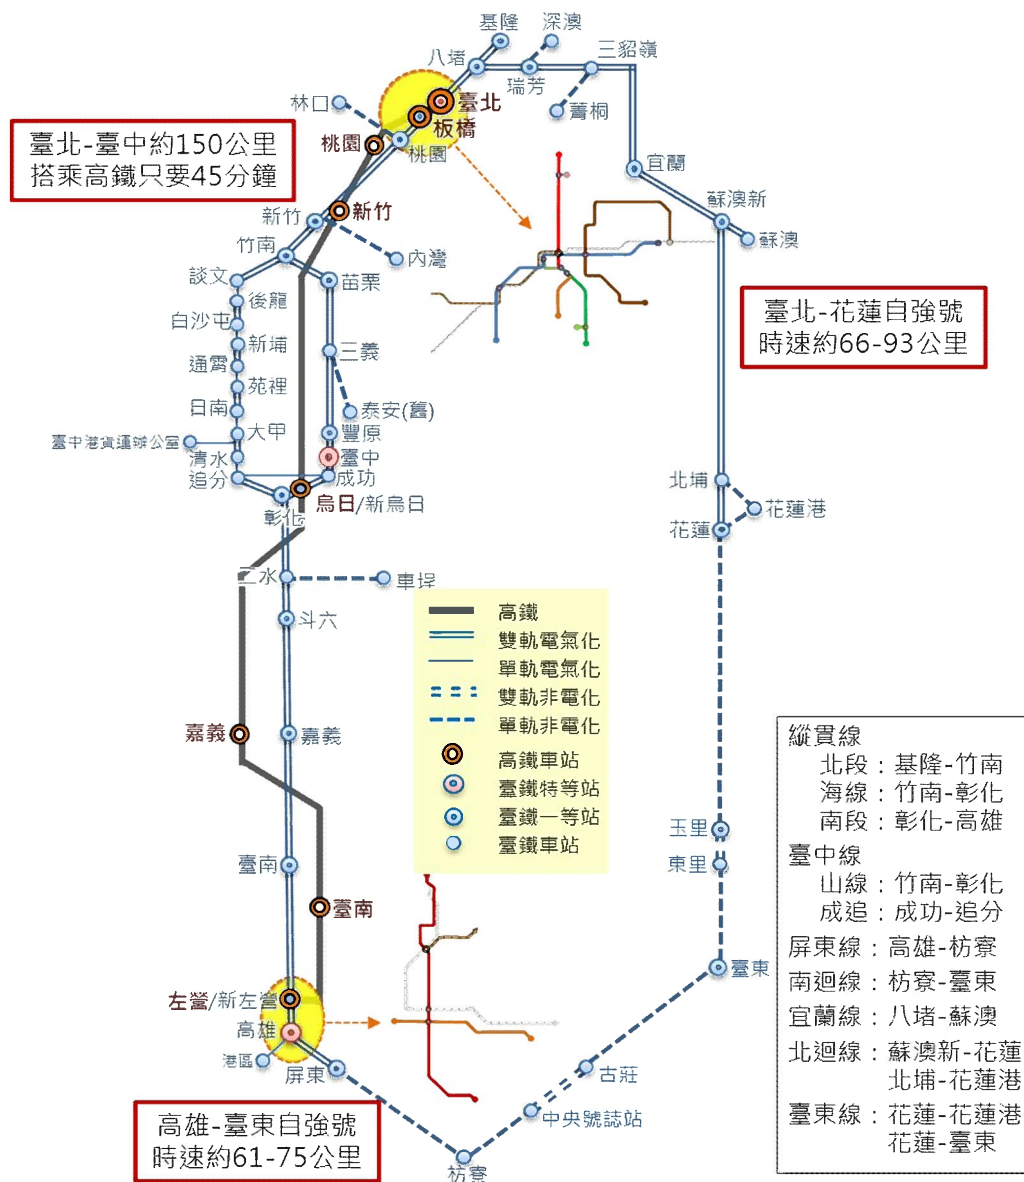 基隆
深澳
八堵
三貂嶺
瑞芳
林口
臺北
菁桐
板橋
桃園
桃園
臺北-臺中約150公里
搭乘高鐵只要45分鐘
宜蘭
新竹
新竹
蘇澳新
蘇澳
竹南
內灣
談文
苗栗
後龍
白沙屯
新埔
三義
通霄
苑裡
日南
泰安(舊)
臺北-花蓮自強號
時速約66-93公里
大甲
豐原
臺中港貨運辦公室
清水
臺中
追分
成功
烏日/新烏日
彰化
北埔
花蓮港
花蓮
二水
車埕
斗六
高鐵
雙軌電氣化
單軌電氣化
雙軌非電化
單軌非電化
高鐵車站
臺鐵特等站
臺鐵一等站
臺鐵車站
嘉義
嘉義
玉里
東里
臺南
臺南
臺東
左營/新左營
高雄
港區
屏東
古莊
中央號誌站
枋寮
高雄-臺東自強號
時速約61-75公里
縱貫線
北段：基隆-竹南
海線：竹南-彰化
南段：彰化-高雄
臺中線
山線：竹南-彰化
成追：成功-追分
屏東線：高雄-枋寮
南迴線：枋寮-臺東
宜蘭線：八堵-蘇澳
北迴線：蘇澳新-花蓮
北埔-花蓮港
臺東線：花蓮-花蓮港
花蓮-臺東